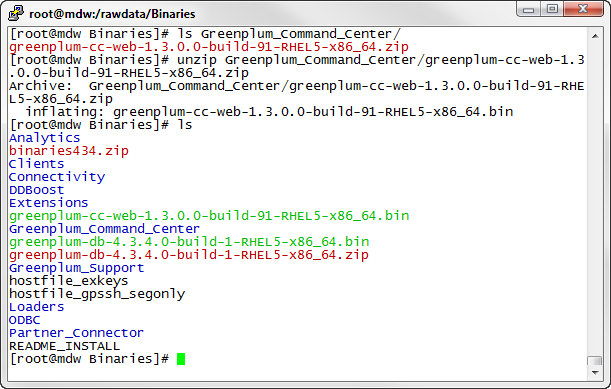 root@mdw:/rawdata/Binaries
[root@mdw Binaries]# ls Greenplum_Command_Center/
greenplum-cc-web-1.3.0.0-build-91-RHEL5-x86_64.zip
[root@mdw Binaries]# unzip Greenplum_Command_Center/greenplum-cc-web-1.3
.0.0-build-91-RHEL5-x86_64.zip
Archive:  Greenplum_Command_Center/greenplum-cc-web-1.3.0.0-build-91-RHE
L5-x86_64.zip
  inflating: greenplum-cc-web-1.3.0.0-build-91-RHEL5-x86_64.bin
[root@mdw Binaries]# ls
Analytics
binaries434.zip
Clients
Connectivity
DDBoost
Extensions
greenplum-cc-web-1.3.0.0-build-91-RHEL5-x86_64.bin
Greenplum_Command_Center
greenplum-db-4.3.4.0-build-1-RHEL5-x86_64.bin
greenplum-db-4.3.4.0-build-1-RHEL5-x86_64.zip
Greenplum_Support
hostfile_exkeys
hostfile_gpssh_segonly
Loaders
ODBC
Partner_Connector
README_INSTALL
[root@mdw Binaries]#